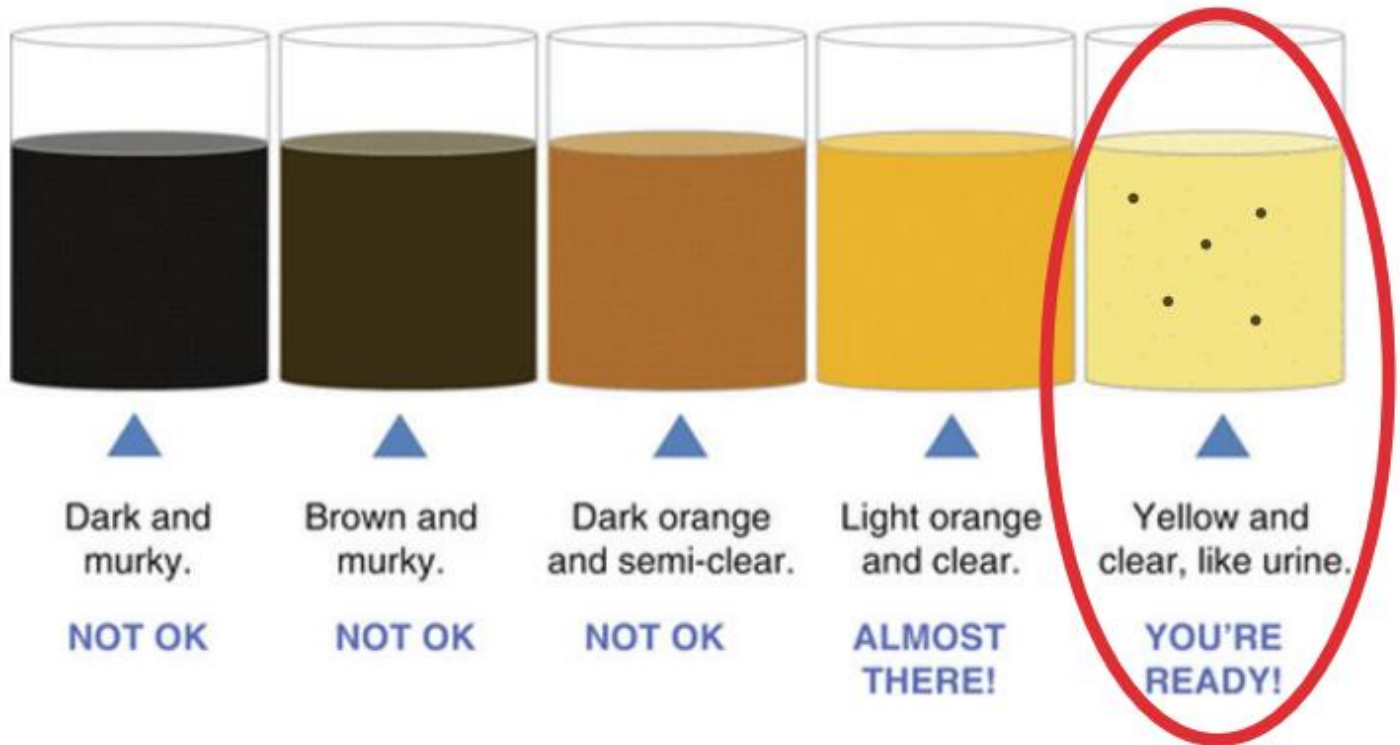 Dark and
murky.
NOT OK
Brown and
murky.
NOT OK
Dark orange
and semi-clear.
NOT OK
Light orange
and clear.
ALMOST
THERE!
Yellow and
clear, like urine.
YOU'RE
READY!